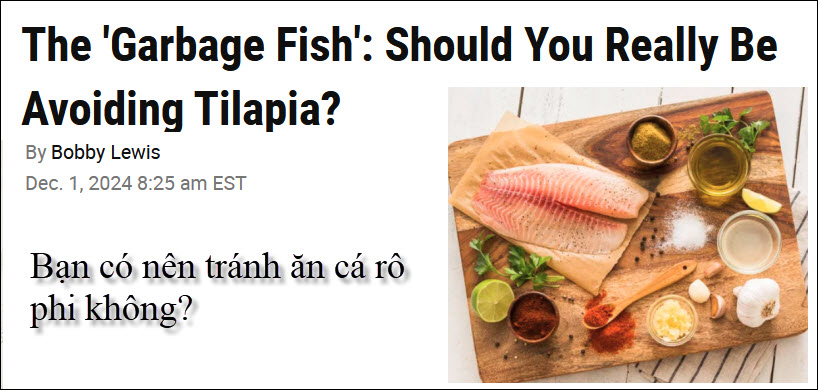 The 'Garbage Fish': Should You Really Be
Avoiding Tilapia?
By Bobby Lewis
Dec. 1, 2024 8:25 am EST
Bạn có nên tránh ăn cá rô
phi không?